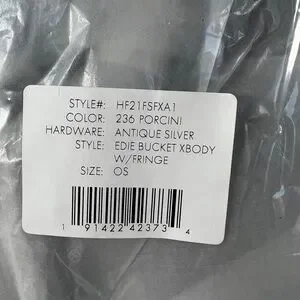 STYLE#: HF21FSFXA1
COLOR: 236 PORCINI
HARDWARE: ANTIQUE SILVER
STYLE: EDIE BUCKET XBODY
W/FRINGE
SIZE: OS
1 91422 42373 4